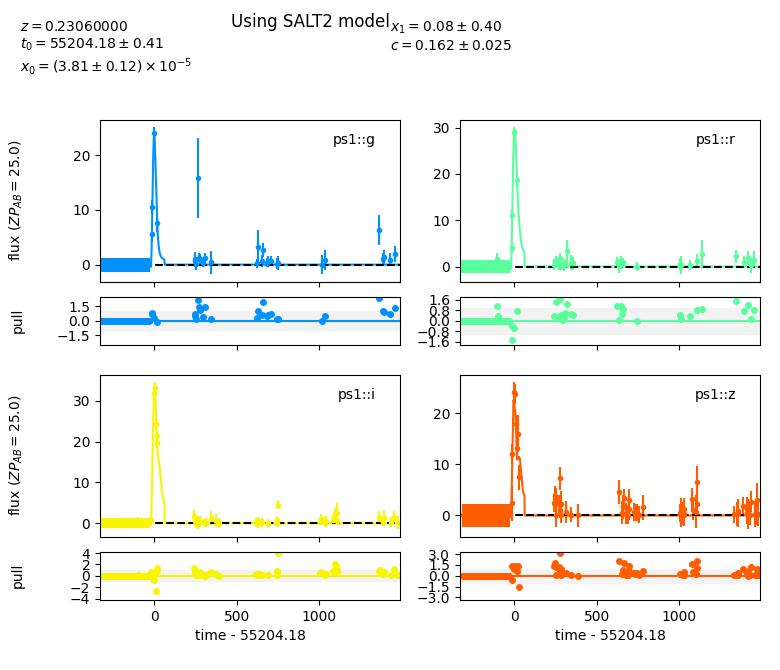 Using SALT2 model
z = 0.23060000
t0 = 55204.18 ± 0.41
x0 = (3.81 ± 0.12) × 10^−5
x1 = 0.08 ± 0.40
c = 0.162 ± 0.025
flux (ZP_AB = 25.0)
ps1::g
20
10
0
ps1::r
30
20
10
0
pull
1.5
0.0
−1.5
1.6
0.8
0.0
−0.8
−1.6
flux (ZP_AB = 25.0)
ps1::i
30
20
10
0
ps1::z
20
10
0
pull
4
2
0
−2
−4
3.0
1.5
0.0
−1.5
−3.0
0 500 1000
0 500 1000
time - 55204.18
time - 55204.18